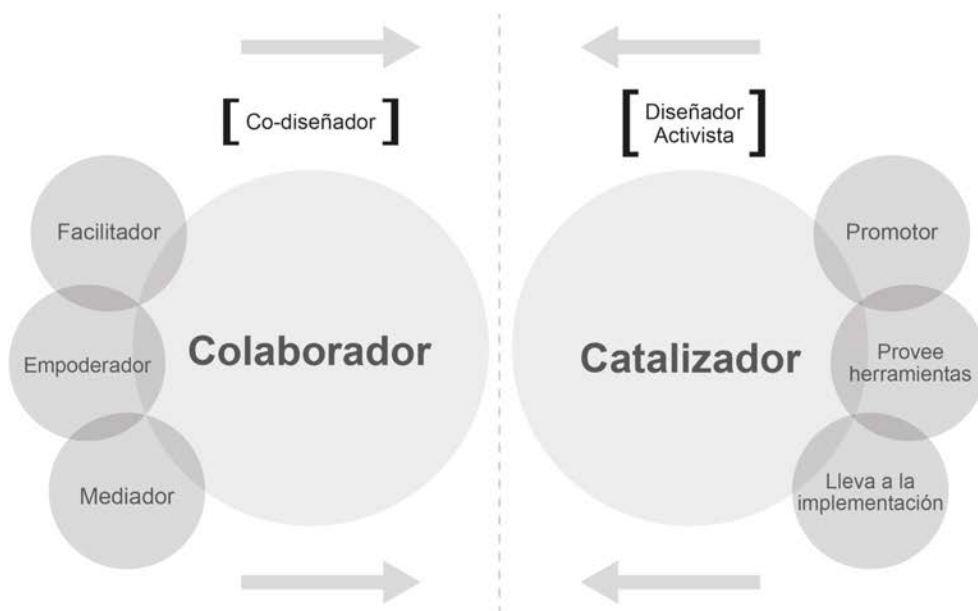 [Co-diseñador]
Facilitador
Empoderador
Mediador
Colaborador
[Diseñador
Activista]
Catalizador
Promotor
Provee
herramientas
Lleva a la
implementación